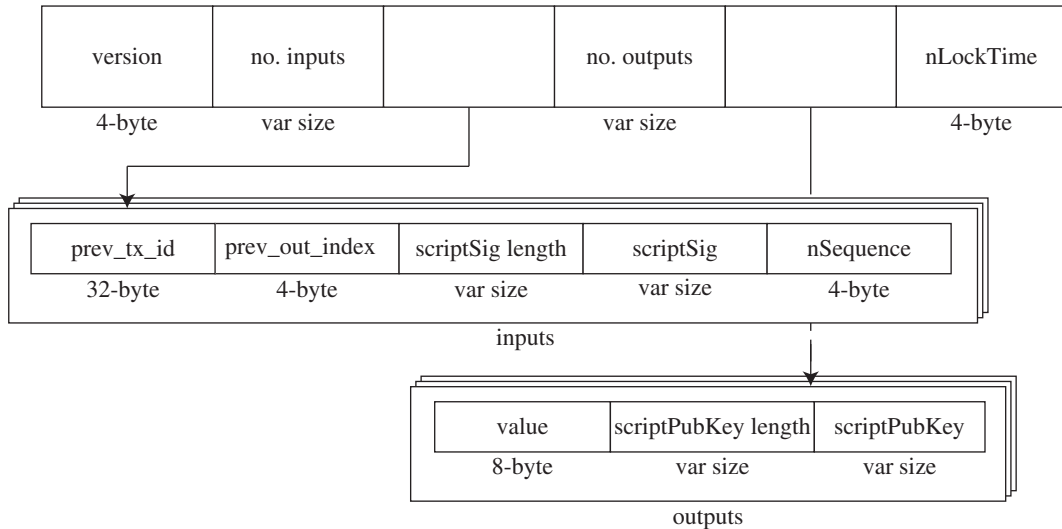 version no. inputs no. outputs nLockTime
4-byte var size var size 4-byte
prev_tx_id prev_out_index scriptSig length scriptSig nSequence
32-byte 4-byte var size var size 4-byte
inputs
value scriptPubKey length scriptPubKey
8-byte var size var size
outputs